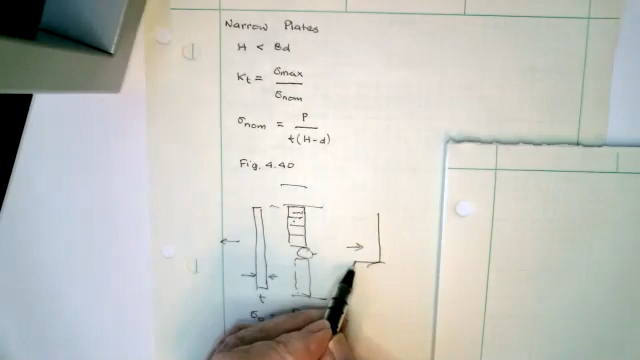 Narrow Plates
H < 8d
Kt = σmax
σnom
σnom = P
t(H-d)
Fig. 4.40
t